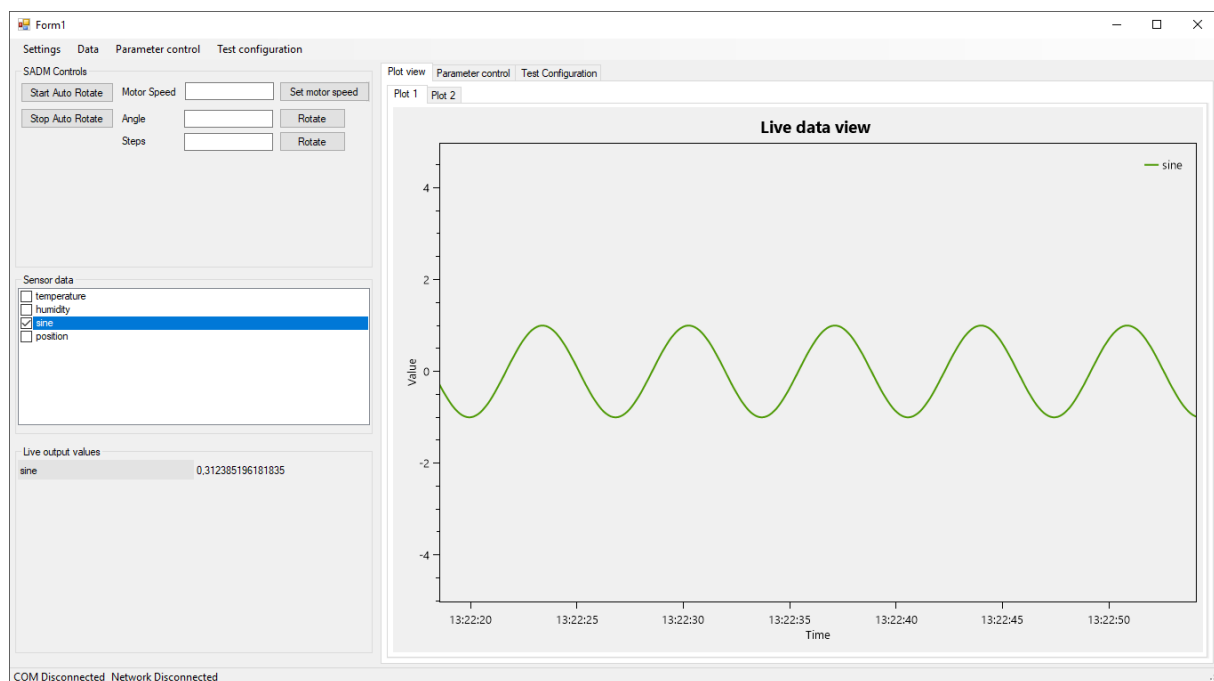 Form1
Settings Data Parameter control Test configuration
SADM Controls
Start Auto Rotate Motor Speed Set motor speed
Stop Auto Rotate Angle Rotate
Steps Rotate
Sensor data
temperature
humidity
sine
position
Live output values
sine 0,312385196181835
Plot view Parameter control Test Configuration
Plot 1 Plot 2
Live data view
sine
4
2
0
-2
-4
Value
13:22:20 13:22:25 13:22:30 13:22:35 13:22:40 13:22:45 13:22:50
Time
COM Disconnected Network Disconnected